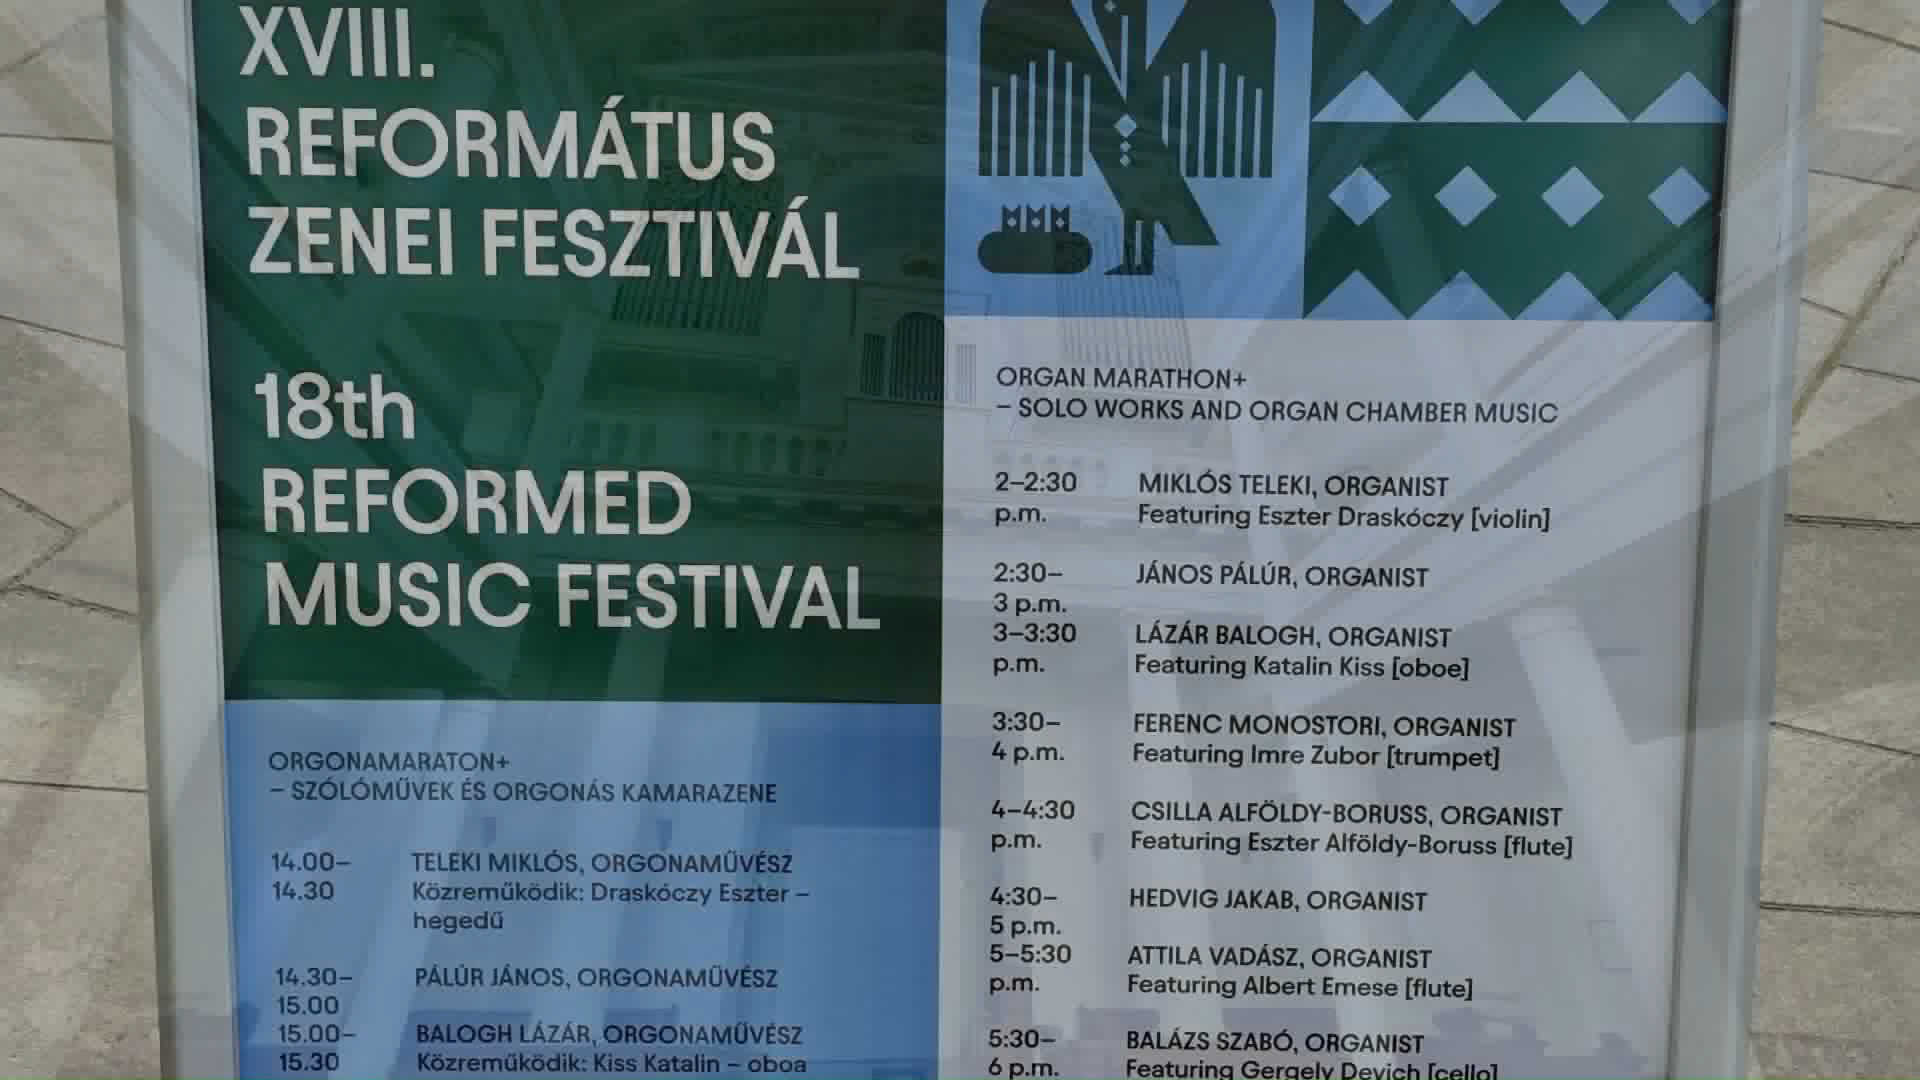 XVIII.
REFORMÁTUS
ZENEI FESZTIVÁL
18th
REFORMED
MUSIC FESTIVAL
ORGONAMARATON+
– SZÓLÓMŰVEK ÉS ORGONÁS KAMARAZENE
14.00– TELEKI MIKLÓS, ORGONAMŰVÉSZ
14.30 Közreműködik: Draskóczy Eszter –
hegedű
14.30– PÁLÚR JÁNOS, ORGONAMŰVÉSZ
15.00
15.00– BALOGH LÁZÁR, ORGONAMŰVÉSZ
15.30 Közreműködik: Kiss Katalin – oboa
ORGAN MARATHON+
– SOLO WORKS AND ORGAN CHAMBER MUSIC
2–2:30 MIKLÓS TELEKI, ORGANIST
p.m. Featuring Eszter Draskóczy [violin]
2:30– JÁNOS PÁLÚR, ORGANIST
3 p.m.
3–3:30 LÁZÁR BALOGH, ORGANIST
p.m. Featuring Katalin Kiss [oboe]
3:30– FERENC MONOSTORI, ORGANIST
4 p.m. Featuring Imre Zubor [trumpet]
4–4:30 CSILLA ALFÖLDY-BORUSS, ORGANIST
p.m. Featuring Eszter Alföldy-Boruss [flute]
4:30– HEDVIG JAKAB, ORGANIST
5 p.m.
5–5:30 ATTILA VADÁSZ, ORGANIST
p.m. Featuring Albert Emese [flute]
5:30– BALÁZS SZABÓ, ORGANIST
6 p.m. Featuring Gergely Devich [cello]